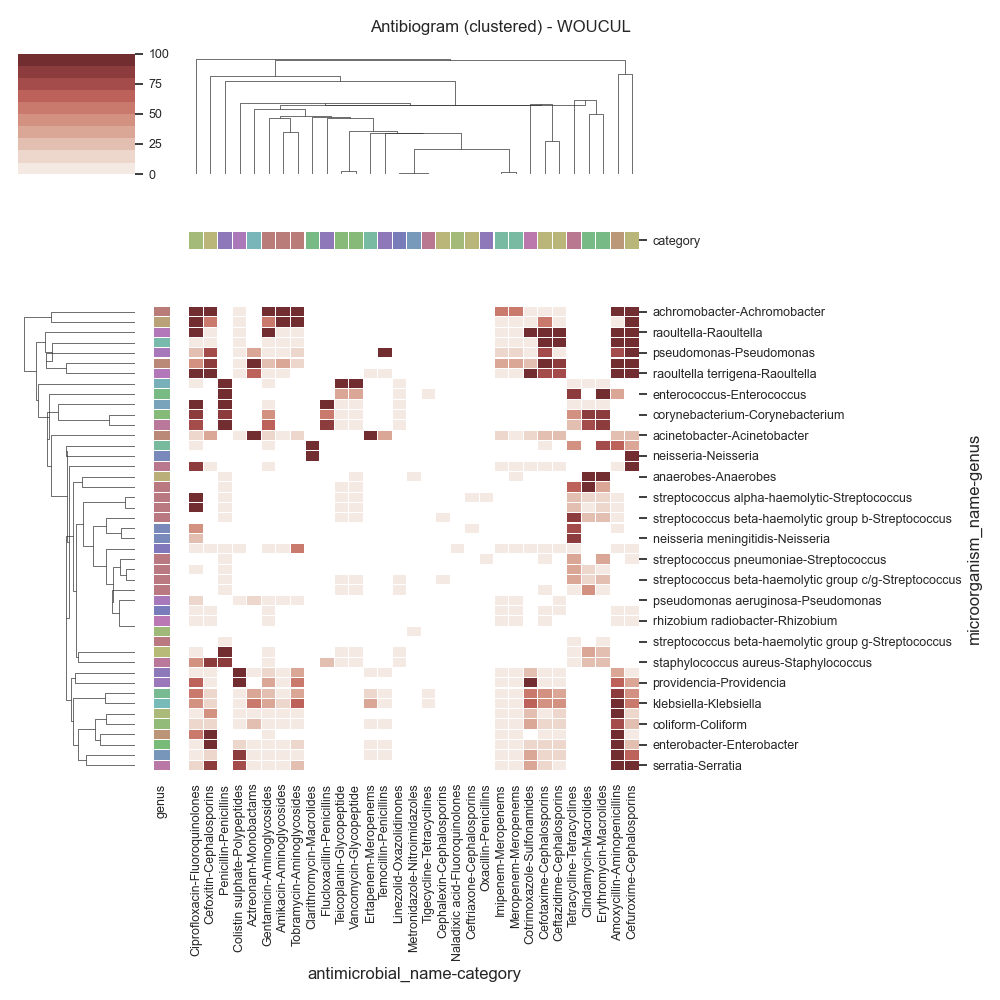 Antibiogram (clustered) - WOUCUL
100
75
50
25
0
category
achromobacter-Achromobacter
raoultella-Raoultella
pseudomonas-Pseudomonas
raoultella terrigena-Raoultella
enterococcus-Enterococcus
corynebacterium-Corynebacterium
acinetobacter-Acinetobacter
neisseria-Neisseria
anaerobes-Anaerobes
streptococcus alpha-haemolytic-Streptococcus
streptococcus beta-haemolytic group b-Streptococcus
neisseria meningitidis-Neisseria
streptococcus pneumoniae-Streptococcus
streptococcus beta-haemolytic group c/g-Streptococcus
pseudomonas aeruginosa-Pseudomonas
rhizobium radiobacter-Rhizobium
streptococcus beta-haemolytic group g-Streptococcus
staphylococcus aureus-Staphylococcus
providencia-Providencia
klebsiella-Klebsiella
coliform-Coliform
enterobacter-Enterobacter
serratia-Serratia
microorganism_name-genus
genus
Ciprofloxacin-Fluoroquinolones
Cefoxitin-Cephalosporins
Penicillin-Penicillins
Colistin sulphate-Polypeptides
Aztreonam-Monobactams
Gentamicin-Aminoglycosides
Amikacin-Aminoglycosides
Tobramycin-Aminoglycosides
Clarithromycin-Macrolides
Flucloxacillin-Penicillins
Teicoplanin-Glycopeptide
Vancomycin-Glycopeptide
Ertapenem-Meropenems
Temocillin-Penicillins
Linezolid-Oxazolidinones
Metronidazole-Nitroimidazoles
Tigecycline-Tetracyclines
Cephalexin-Cephalosporins
Naladixic acid-Fluoroquinolones
Ceftriaxone-Cephalosporins
Oxacillin-Penicillins
Imipenem-Meropenems
Meropenem-Meropenems
Cotrimoxazole-Sulfonamides
Cefotaxime-Cephalosporins
Ceftazidime-Cephalosporins
Tetracycline-Tetracyclines
Clindamycin-Macrolides
Erythromycin-Macrolides
Amoxycillin-Aminopenicillins
Cefuroxime-Cephalosporins
antimicrobial_name-category